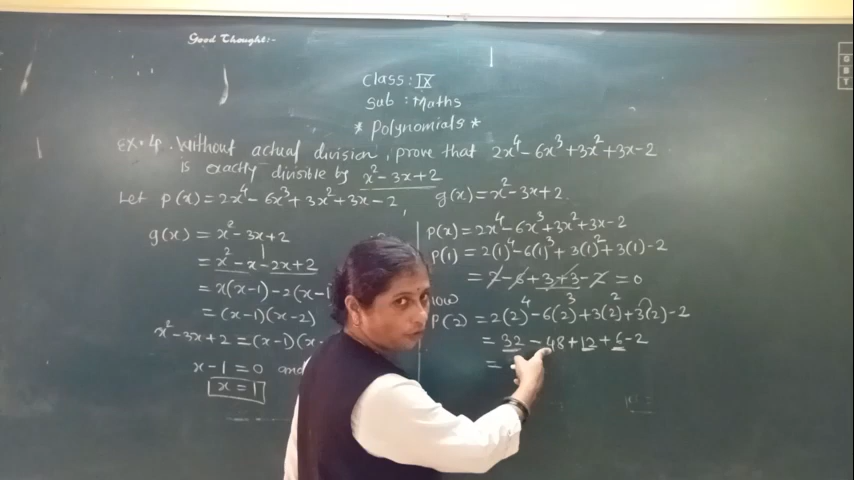 Good Thought:-
Class: IX
Sub : Maths
* Polynomials *
EX.4). Without actual division, prove that 2x⁴-6x³+3x²+3x-2
is exactly divisible by x²-3x+2
Let p(x)=2x⁴-6x³+3x²+3x-2, g(x)=x²-3x+2.
g(x) = x²-3x+2
= x²-x-2x+2
= x(x-1)-2(x-1
= (x-1)(x-2)
x²-3x+2 = (x-1)(x-
x-1=0 and
x=1
p(x)=2x⁴-6x³+3x²+3x-2
p(1)=2(1)⁴-6(1)³+3(1)²+3(1)-2
= 2-6+3+3-2 = 0
now
P(2)=2(2)⁴-6(2)³+3(2)²+3(2)-2
= 32-48+12+6-2
=
G
B
T